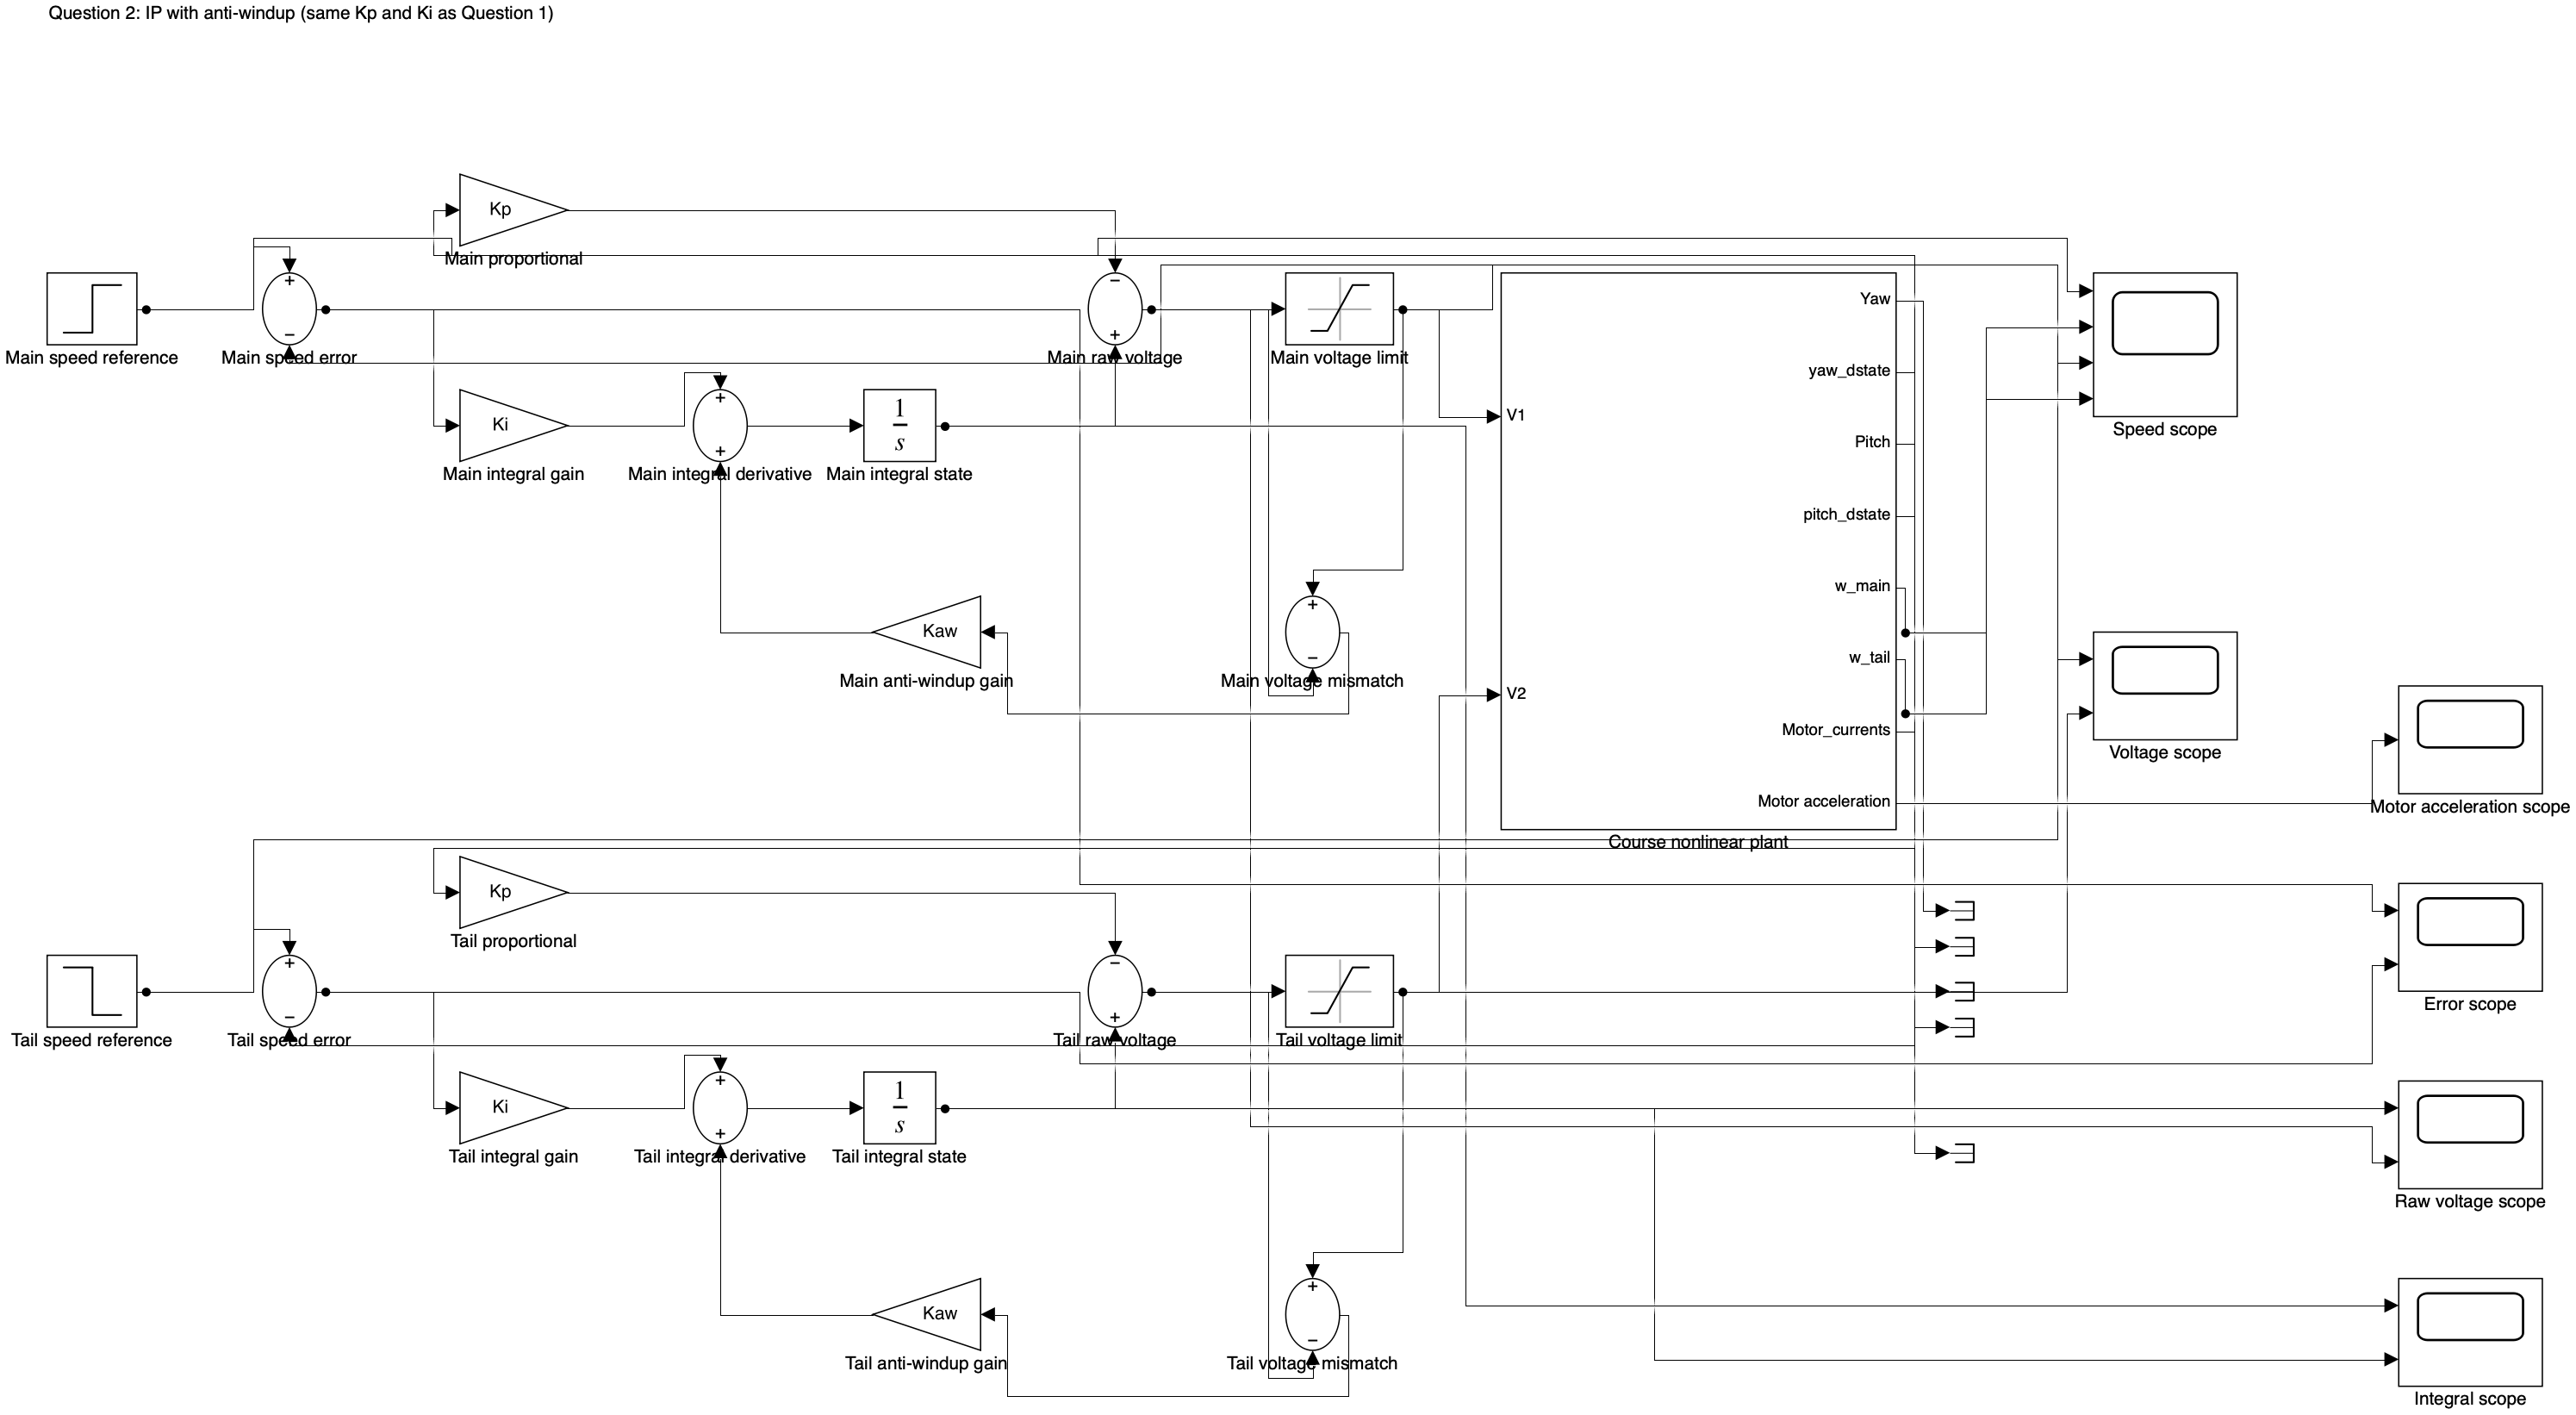 Question 2: IP with anti-windup (same Kp and Ki as Question 1)
Kp
Main proportional
Main speed reference
+
−
Main speed error
−
+
Main raw voltage
Main voltage limit
Ki
Main integral gain
+
+
Main integral derivative
1
s
Main integral state
Kaw
Main anti-windup gain
+
−
Main voltage mismatch
V1
V2
Yaw
yaw_dstate
Pitch
pitch_dstate
w_main
w_tail
Motor_currents
Motor acceleration
Course nonlinear plant
Speed scope
Voltage scope
Motor acceleration scope
Kp
Tail proportional
Tail speed reference
+
−
Tail speed error
−
+
Tail raw voltage
Tail voltage limit
Error scope
Ki
Tail integral gain
+
+
Tail integral derivative
1
s
Tail integral state
Raw voltage scope
Kaw
Tail anti-windup gain
+
−
Tail voltage mismatch
Integral scope